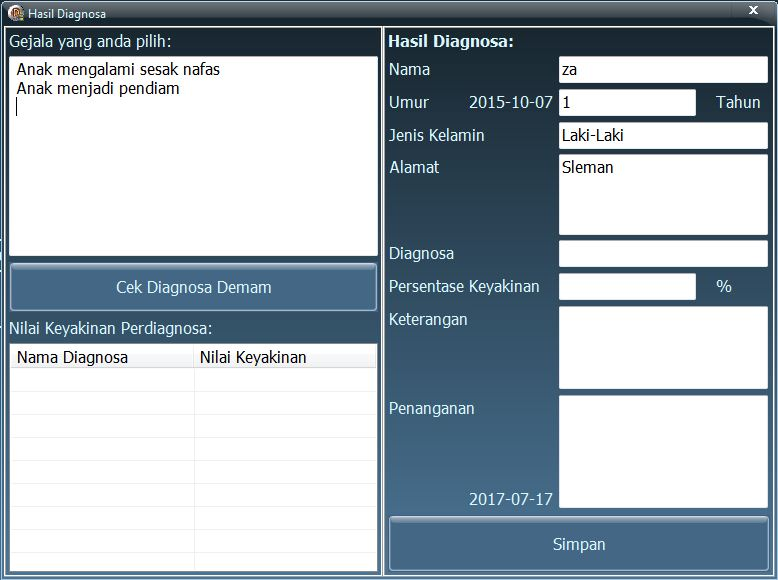 Hasil Diagnosa
x
Gejala yang anda pilih:
Anak mengalami sesak nafas
Anak menjadi pendiam
Cek Diagnosa Demam
Nilai Keyakinan Perdiagnosa:
Nama Diagnosa Nilai Keyakinan
Hasil Diagnosa:
Nama za
Umur 2015-10-07 1 Tahun
Jenis Kelamin Laki-Laki
Alamat Sleman
Diagnosa
Persentase Keyakinan %
Keterangan
Penanganan
2017-07-17
Simpan